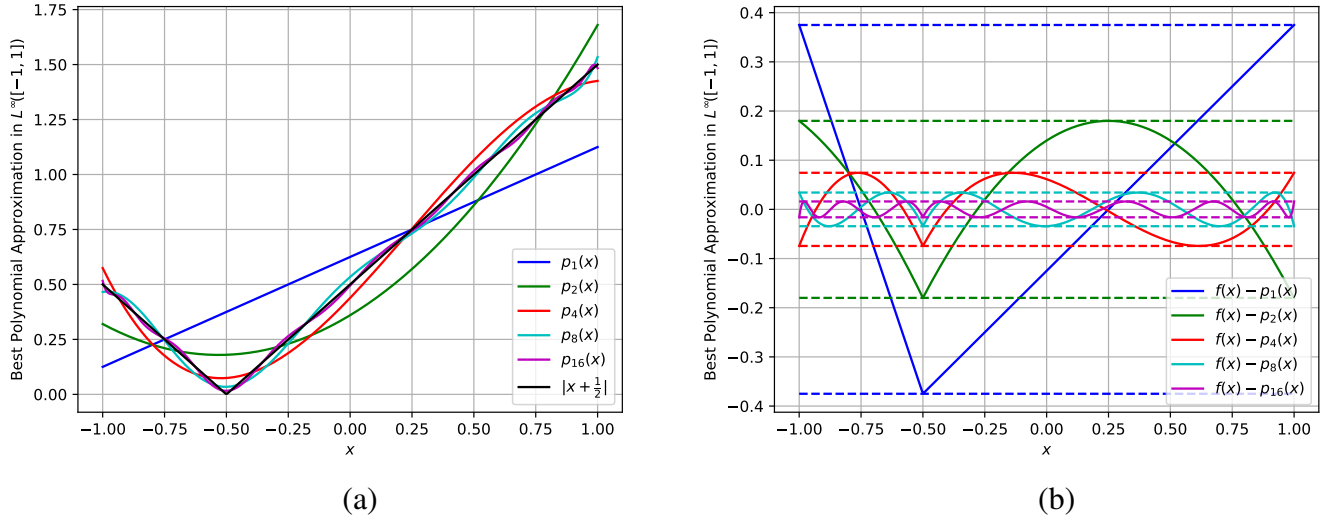 Best Polynomial Approximation in L^∞([−1, 1])
1.75
1.50
1.25
1.00
0.75
0.50
0.25
0.00
−1.00 −0.75 −0.50 −0.25 0.00 0.25 0.50 0.75 1.00
x
p₁(x)
p₂(x)
p₄(x)
p₈(x)
p₁₆(x)
|x + 1/2|
(a)
Best Polynomial Approximation in L^∞([−1, 1])
0.4
0.3
0.2
0.1
0.0
−0.1
−0.2
−0.3
−0.4
−1.00 −0.75 −0.50 −0.25 0.00 0.25 0.50 0.75 1.00
x
f(x) − p₁(x)
f(x) − p₂(x)
f(x) − p₄(x)
f(x) − p₈(x)
f(x) − p₁₆(x)
(b)